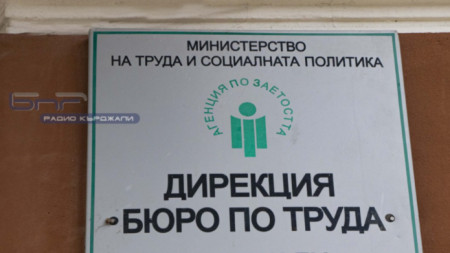 МИНИСТЕРСТВО
НА ТРУДА И СОЦИАЛНАТА ПОЛИТИКА
АГЕНЦИЯ ПО ЗАЕТОСТТА
БНР
РАДИО КЪРДЖАЛИ
ДИРЕКЦИЯ
БЮРО ПО ТРУДА